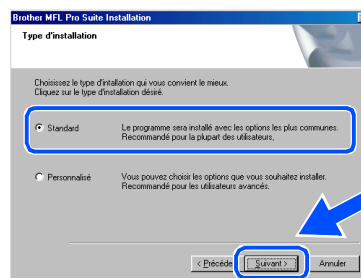 Brother MFL Pro Suite Installation
Type d'installation
Choisissez le type d'intallation qui vous convient le mieux.
Cliquez sur le type d'installation désiré.
Standard Le programme sera installé avec les options les plus communes.
Recommandé pour la plupart des utilisateurs,
Personnalisé Vous pouvez choisir les options que vous souhaitez installer.
Recommandé pour les utilisateurs avancés.
< Précéde Suivant > Annuler